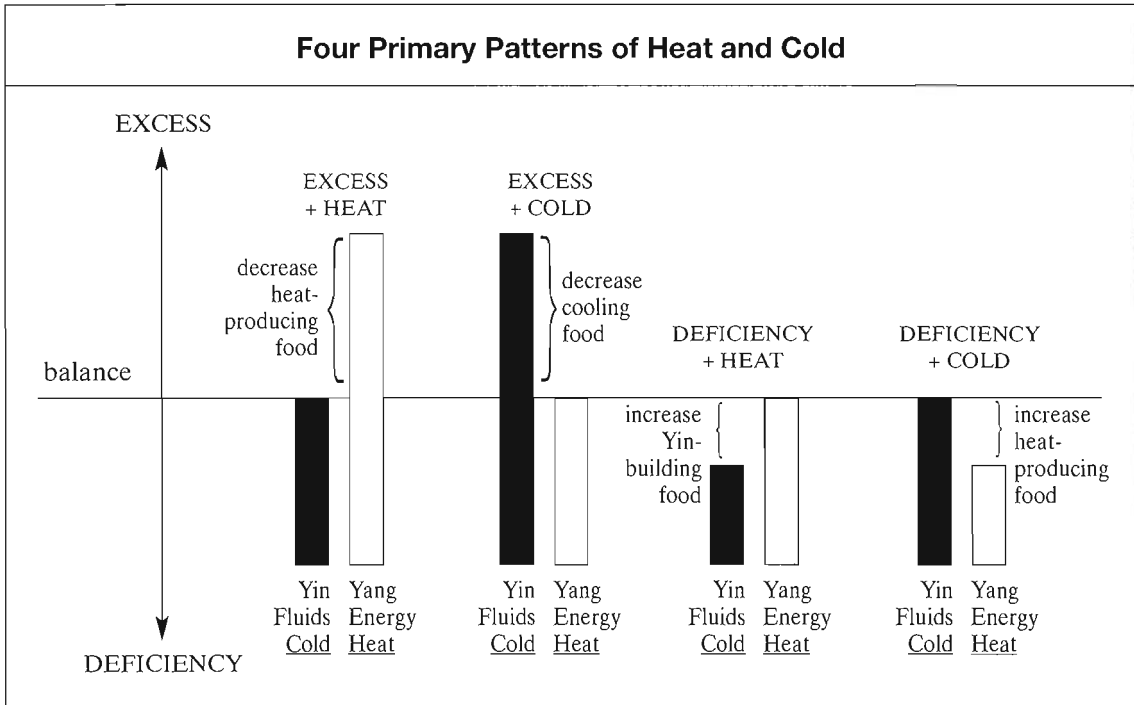 Four Primary Patterns of Heat and Cold
EXCESS
EXCESS
+ HEAT
decrease
heat-
producing
food
EXCESS
+ COLD
decrease
cooling
food
DEFICIENCY
+ HEAT
increase
Yin-
building
food
DEFICIENCY
+ COLD
increase
heat-
producing
food
balance
Yin
Fluids
Cold
Yang
Energy
Heat
Yin
Fluids
Cold
Yang
Energy
Heat
Yin
Fluids
Cold
Yang
Energy
Heat
Yin
Fluids
Cold
Yang
Energy
Heat
DEFICIENCY